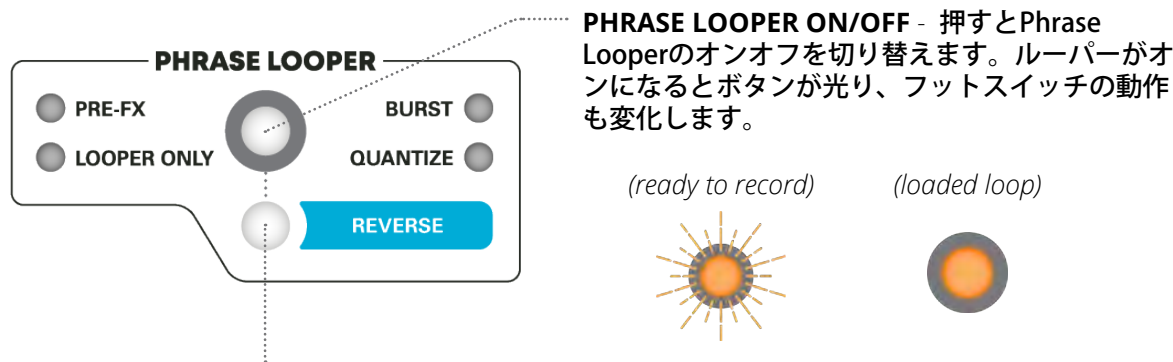 PHRASE LOOPER ON/OFF - 押すとPhrase
Looperのオンオフを切り替えます。ルーパーがオ
ンになるとボタンが光り、フットスイッチの動作
も変化します。
PHRASE LOOPER
PRE-FX
BURST
LOOPER ONLY
QUANTIZE
REVERSE
(ready to record)
(loaded loop)